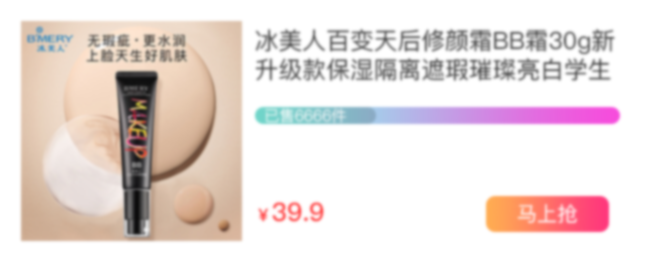 BMERY
冰美人
无瑕疵·更水润
上脸天生好肌肤
MAKEUP
冰美人百变天后修颜霜BB霜30g新
升级款保湿隔离遮瑕璀璨亮白学生
已售6666件
¥39.9
马上抢